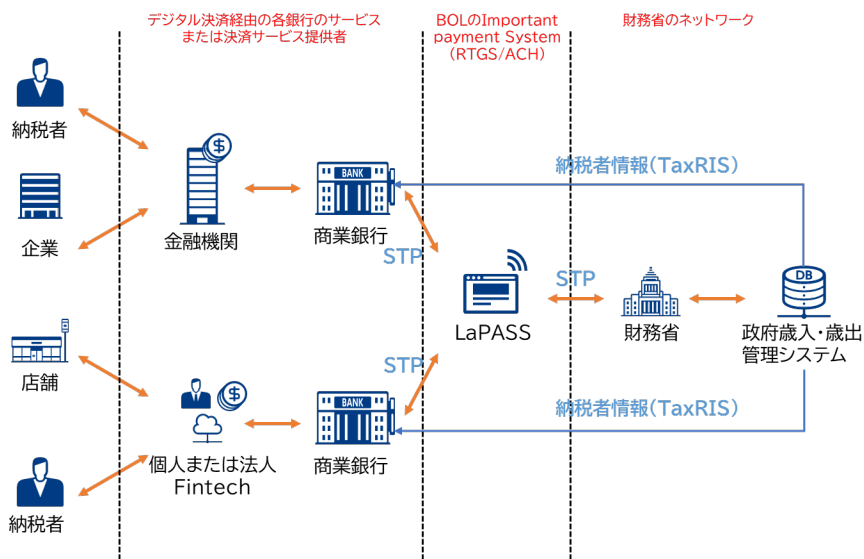 デジタル決済経由の各銀行のサービス
または決済サービス提供者
BOLのImportant
payment System
(RTGS/ACH)
財務省のネットワーク
納税者
企業
店舗
納税者
$
金融機関
BANK
商業銀行
STP
納税者情報(TaxRIS)
LaPASS
STP
財務省
DB
政府歳入・歳出
管理システム
$
個人または法人
Fintech
BANK
商業銀行
STP
納税者情報(TaxRIS)